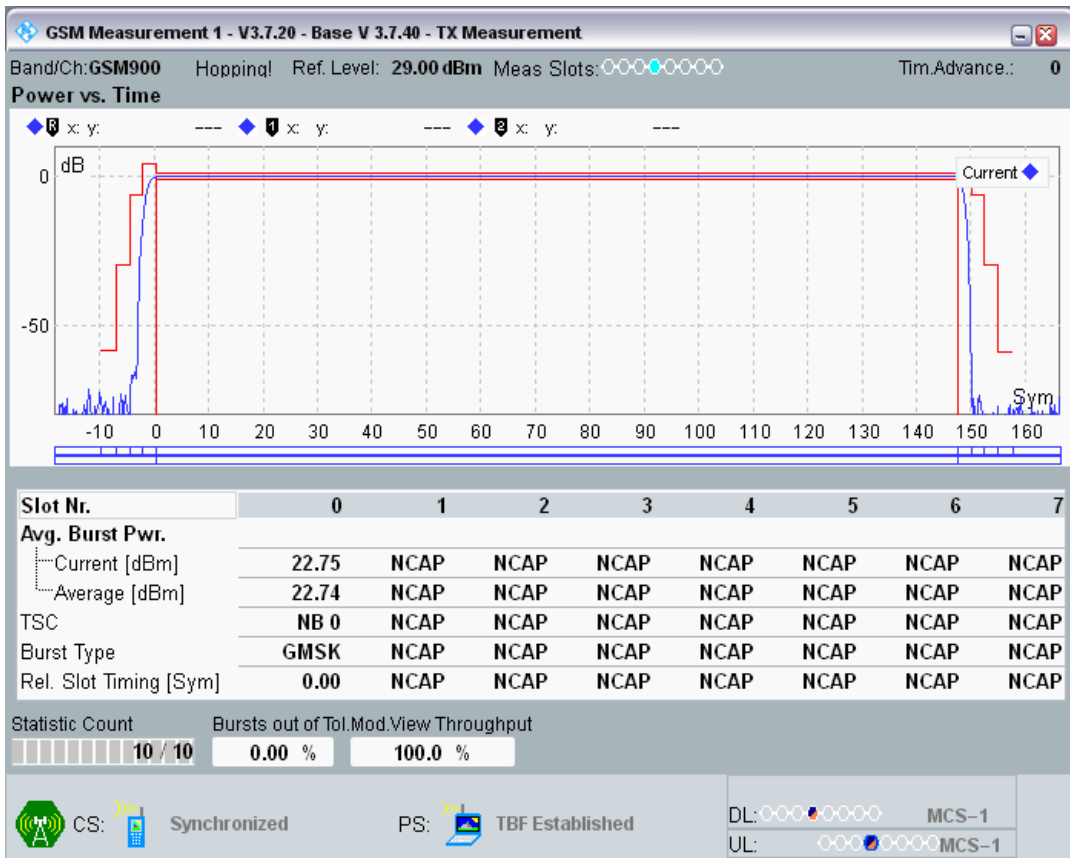 GSM Measurement 1 - V3.7.20 - Base V 3.7.40 - TX Measurement
Band/Ch:GSM900 Hopping! Ref. Level: 29.00 dBm Meas Slots: Tim.Advance.: 0
Power vs. Time
R x: y: --- 1 x: y: --- 2 x: y: ---
dB
Current
0
-50
Sym
-10 0 10 20 30 40 50 60 70 80 90 100 110 120 130 140 150 160
Slot Nr. 0 1 2 3 4 5 6 7
Avg. Burst Pwr.
Current [dBm] 22.75 NCAP NCAP NCAP NCAP NCAP NCAP NCAP
Average [dBm] 22.74 NCAP NCAP NCAP NCAP NCAP NCAP NCAP
TSC NB 0 NCAP NCAP NCAP NCAP NCAP NCAP NCAP
Burst Type GMSK NCAP NCAP NCAP NCAP NCAP NCAP NCAP
Rel. Slot Timing [Sym] 0.00 NCAP NCAP NCAP NCAP NCAP NCAP NCAP
Statistic Count Bursts out of Tol.Mod.View Throughput
10 / 10 0.00 % 100.0 %
CS: Synchronized PS: TBF Established
DL: MCS-1
UL: MCS-1